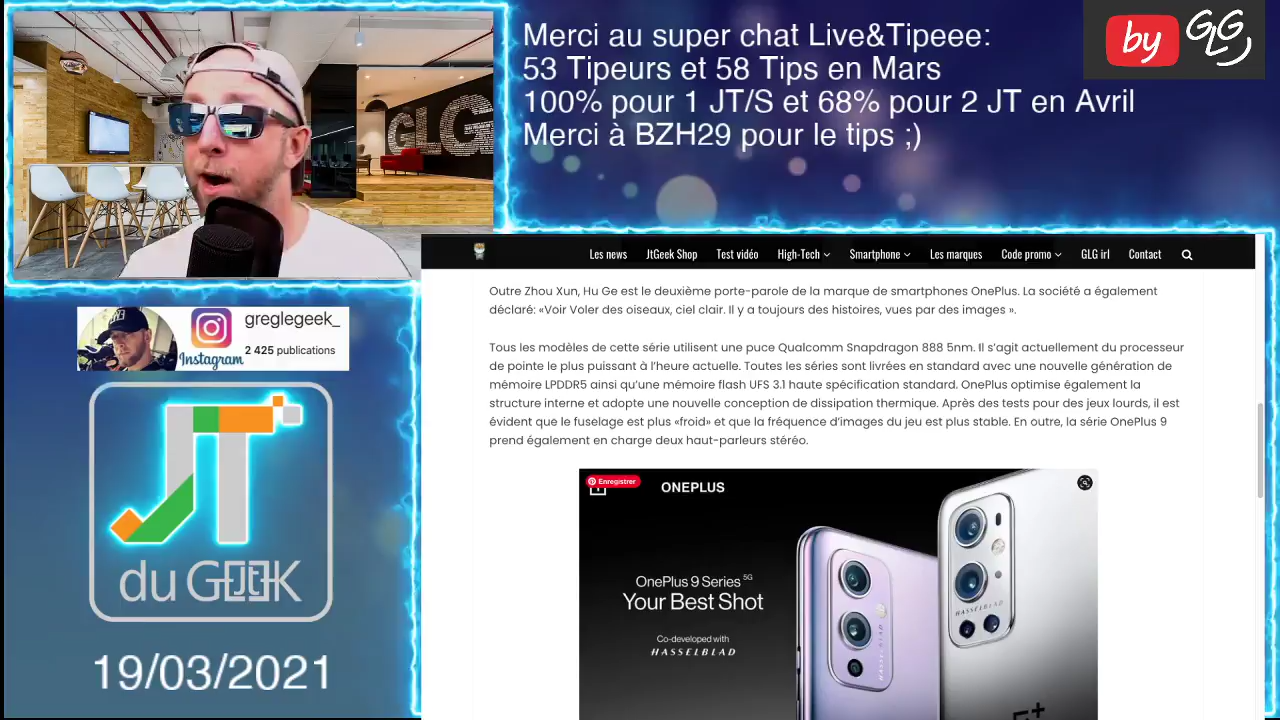 Merci au super chat Live&Tipeee:
53 Tipeurs et 58 Tips en Mars
100% pour 1 JT/S et 68% pour 2 JT en Avril
Merci à BZH29 pour le tips ;)
by GLG
GLG
Les news JtGeek Shop Test vidéo High-Tech Smartphone Les marques Code promo GLG irl Contact
Outre Zhou Xun, Hu Ge est le deuxième porte-parole de la marque de smartphones OnePlus. La société a également
déclaré: «Voir Voler des oiseaux, ciel clair. Il y a toujours des histoires, vues par des images ».
Tous les modèles de cette série utilisent une puce Qualcomm Snapdragon 888 5nm. Il s'agit actuellement du processeur
de pointe le plus puissant à l'heure actuelle. Toutes les séries sont livrées en standard avec une nouvelle génération de
mémoire LPDDR5 ainsi qu'une mémoire flash UFS 3.1 haute spécification standard. OnePlus optimise également la
structure interne et adopte une nouvelle conception de dissipation thermique. Après des tests pour des jeux lourds, il est
évident que le fuselage est plus «froid» et que la fréquence d'images du jeu est plus stable. En outre, la série OnePlus 9
prend également en charge deux haut-parleurs stéréo.
Enregistrer
ONEPLUS
OnePlus 9 Series 5G
Your Best Shot
Co-developed with
HASSELBLAD
HASSELBLAD
HASSELBLAD
greglegeek_
2 425 publications
Instagram
JT
du GEEK
19/03/2021